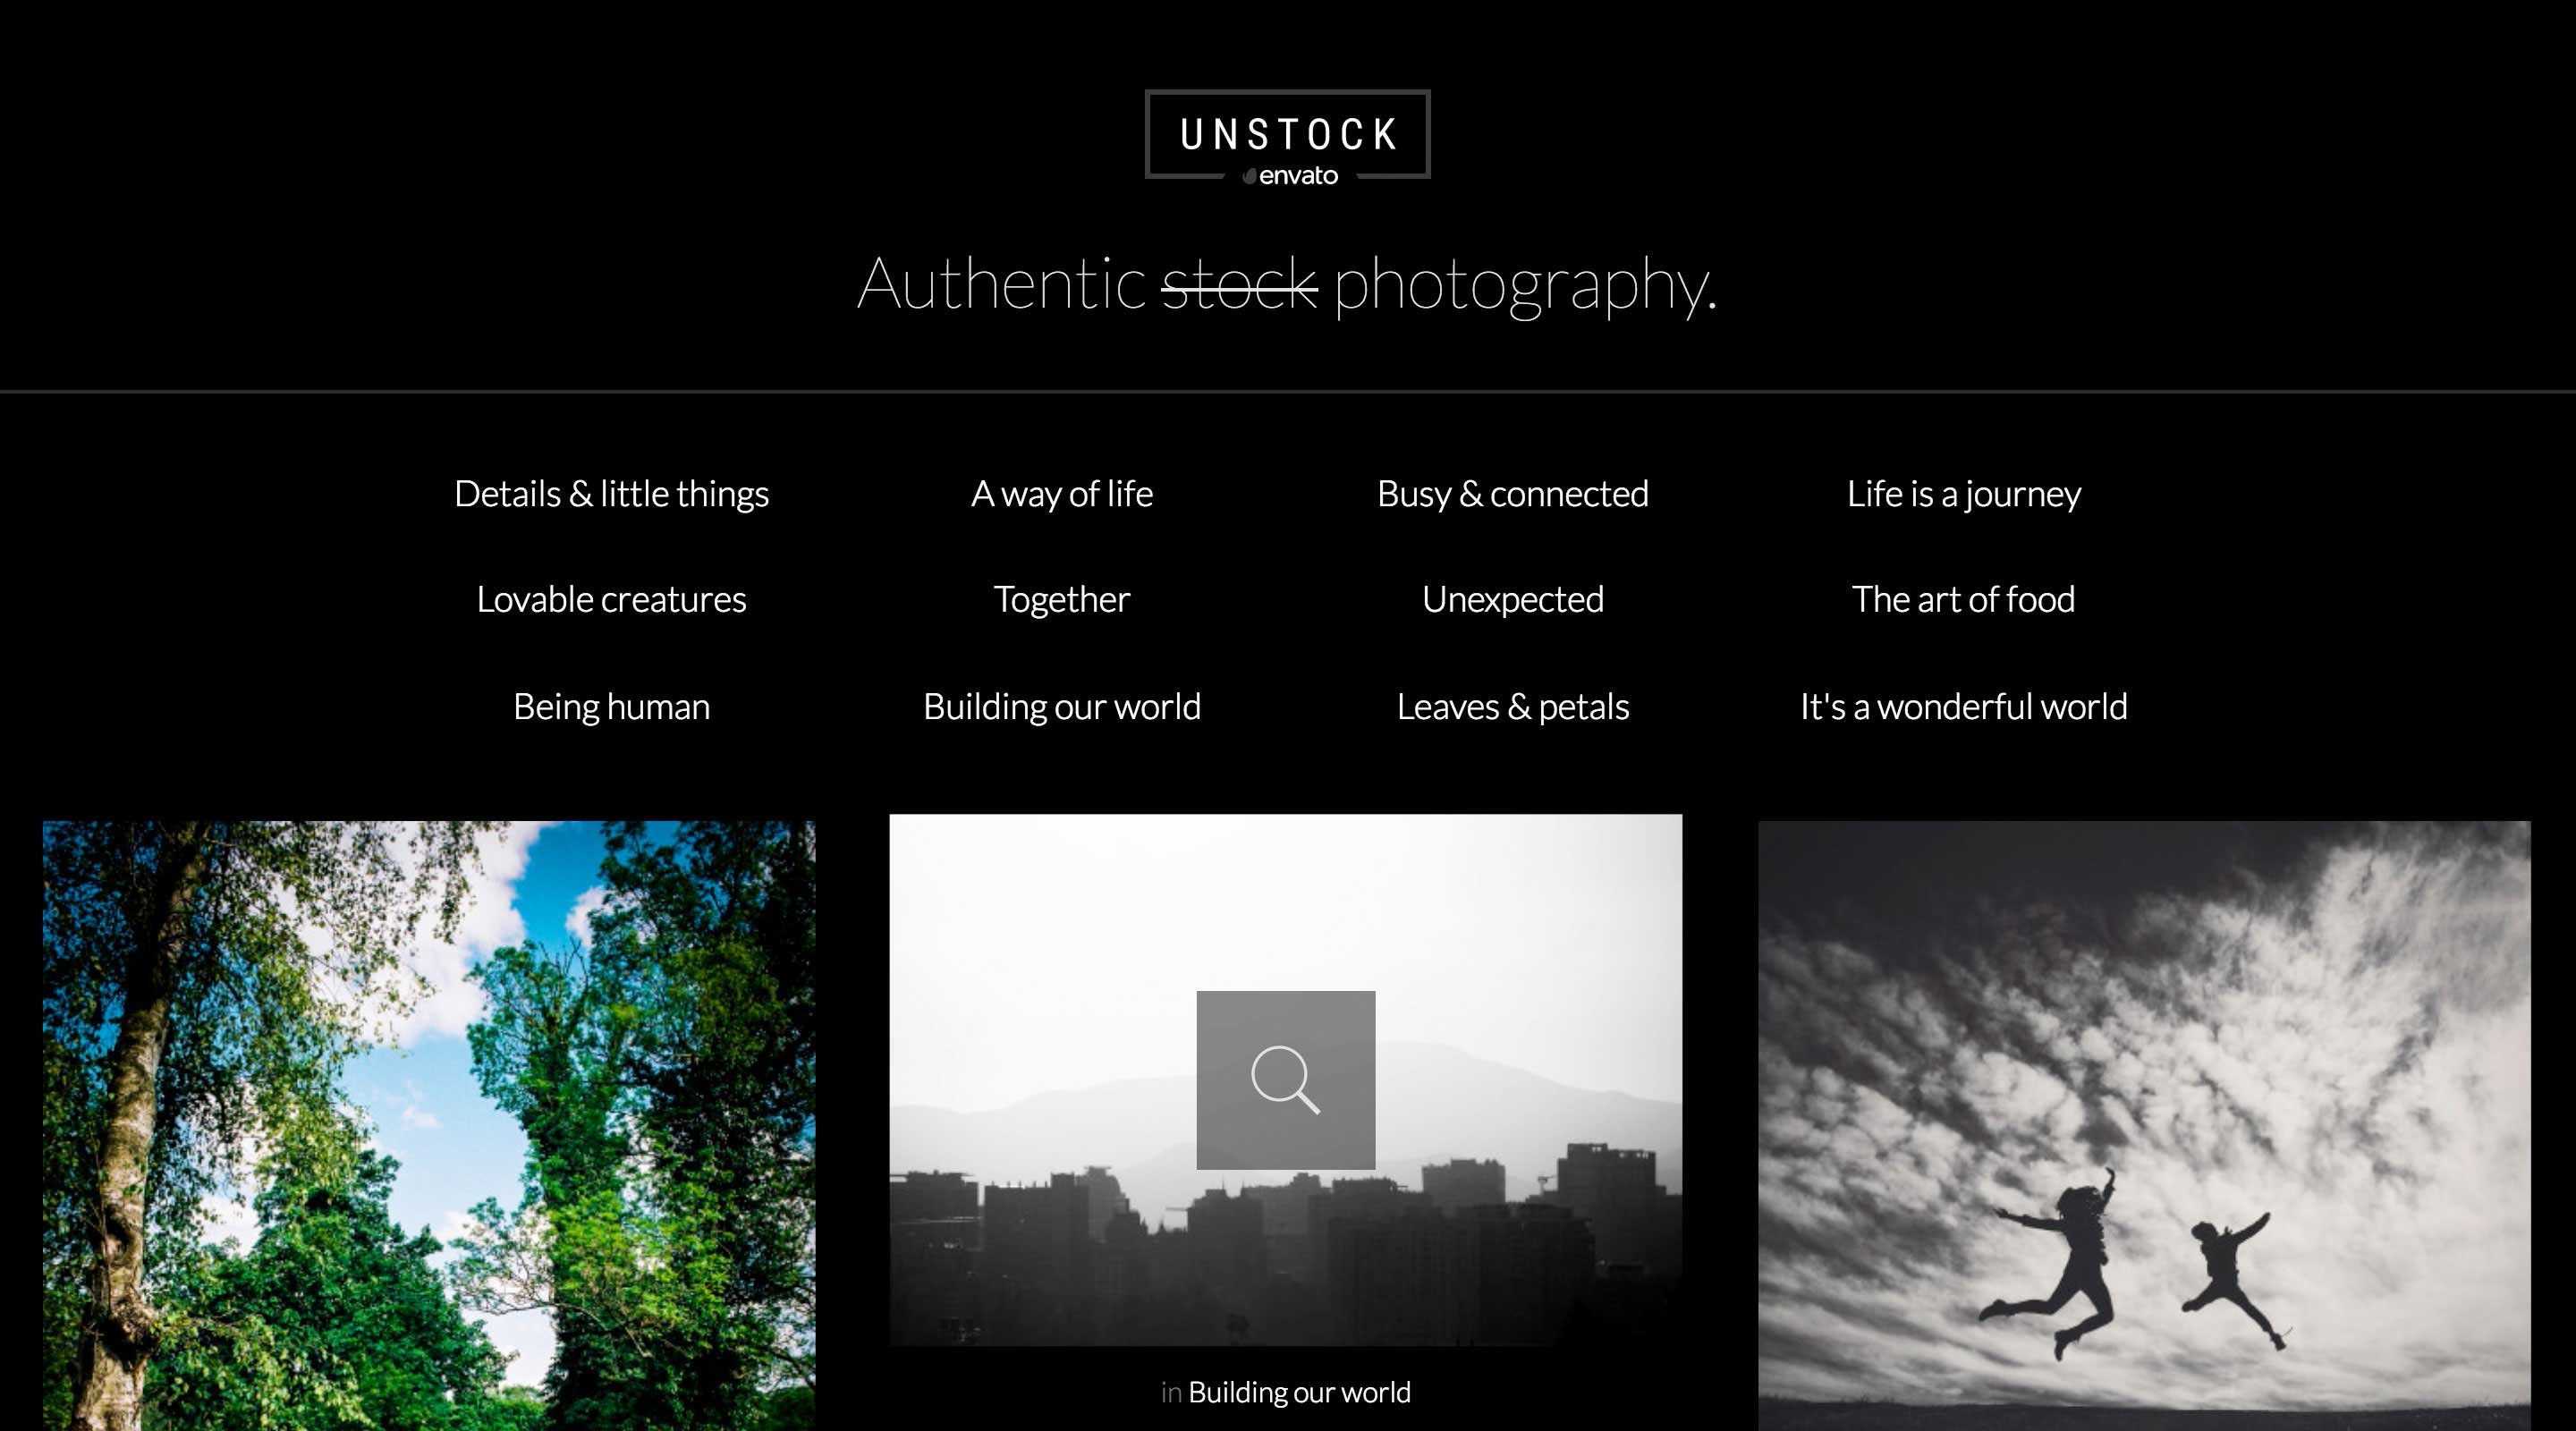 UNSTOCK
envato
Authentic stock photography.
Details & little things
A way of life
Busy & connected
Life is a journey
Lovable creatures
Together
Unexpected
The art of food
Being human
Building our world
Leaves & petals
It's a wonderful world
in Building our world